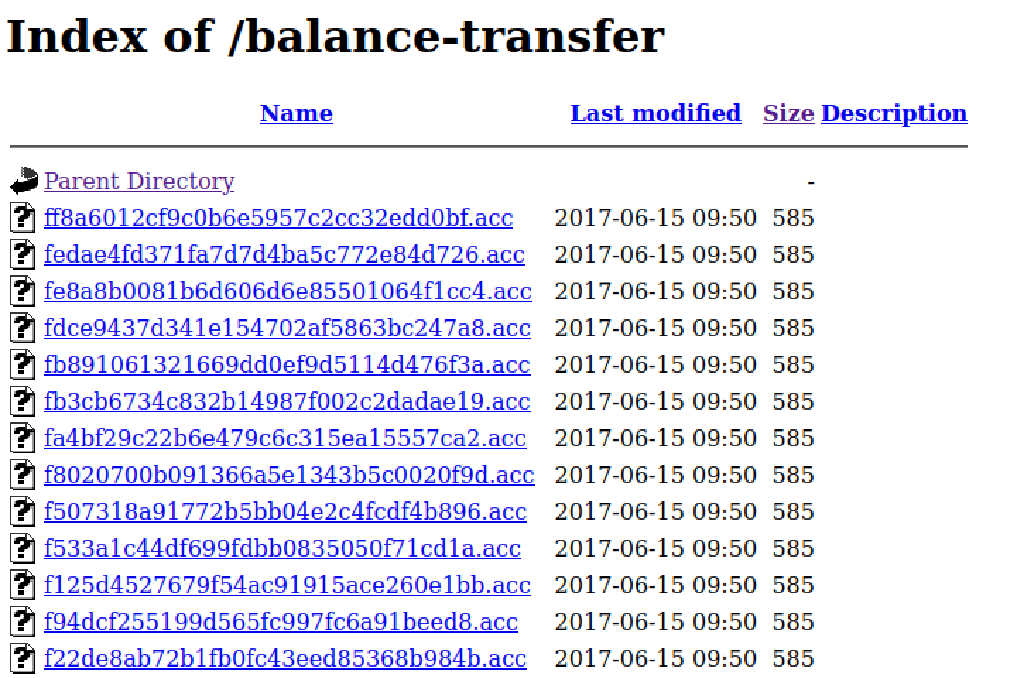 Index of /balance-transfer
Name Last modified Size Description
Parent Directory -
ff8a6012cf9c0b6e5957c2cc32edd0bf.acc 2017-06-15 09:50 585
fedae4fd371fa7d7d4ba5c772e84d726.acc 2017-06-15 09:50 585
fe8a8b0081b6d606d6e85501064f1cc4.acc 2017-06-15 09:50 585
fdce9437d341e154702af5863bc247a8.acc 2017-06-15 09:50 585
fb891061321669dd0ef9d5114d476f3a.acc 2017-06-15 09:50 585
fb3cb6734c832b14987f002c2dadae19.acc 2017-06-15 09:50 585
fa4bf29c22b6e479c6c315ea15557ca2.acc 2017-06-15 09:50 585
f8020700b091366a5e1343b5c0020f9d.acc 2017-06-15 09:50 585
f507318a91772b5bb04e2c4fcdf4b896.acc 2017-06-15 09:50 585
f533a1c44df699fdbb0835050f71cd1a.acc 2017-06-15 09:50 585
f125d4527679f54ac91915ace260e1bb.acc 2017-06-15 09:50 585
f94dcf255199d565fc997fc6a91beed8.acc 2017-06-15 09:50 585
f22de8ab72b1fb0fc43eed85368b984b.acc 2017-06-15 09:50 585